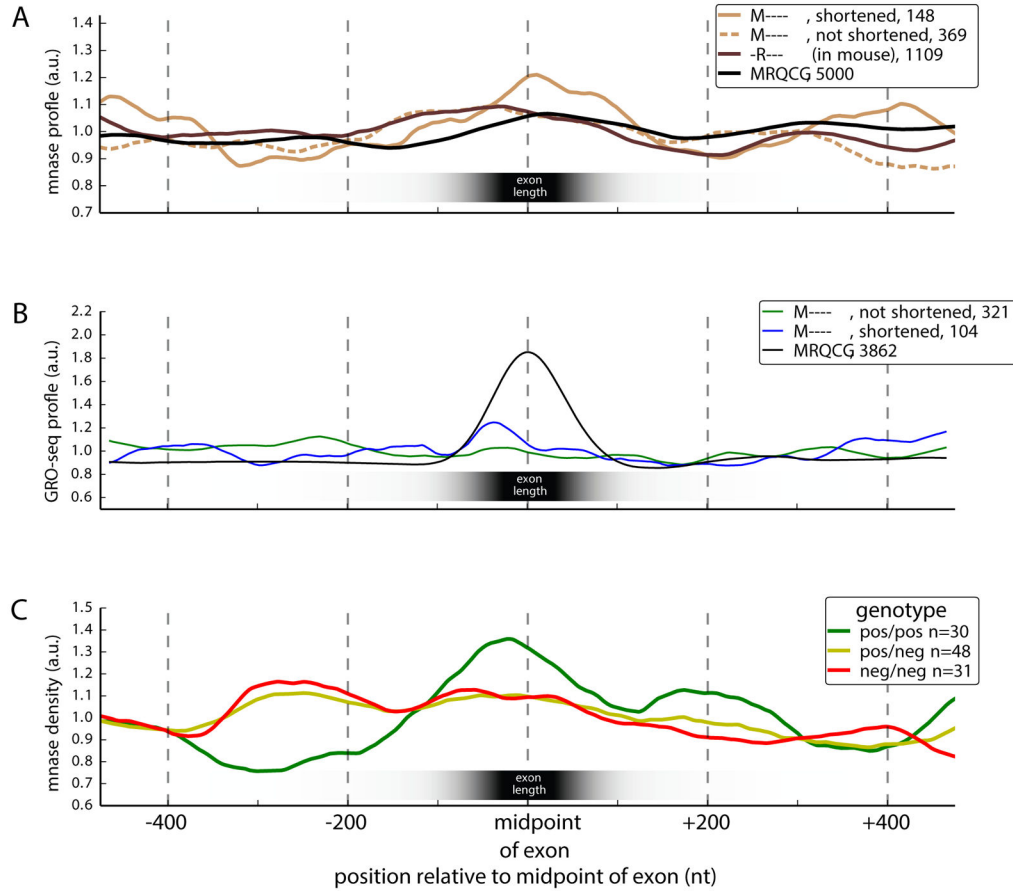 A
mnase profile (a.u.)
1.4
1.3
1.2
1.1
1.0
0.9
0.8
0.7
M---- , shortened, 148
M---- , not shortened, 369
-R--- (in mouse), 1109
MRQCG, 5000
exon
length
B
GRO-seq profile (a.u.)
2.2
2.0
1.8
1.6
1.4
1.2
1.0
0.8
0.6
M---- , not shortened, 321
M---- , shortened, 104
MRQCG, 3862
exon
length
C
mnase density (a.u.)
1.5
1.4
1.3
1.2
1.1
1.0
0.9
0.8
0.7
0.6
genotype
pos/pos n=30
pos/neg n=48
neg/neg n=31
exon
length
-400 -200 midpoint +200 +400
of exon
position relative to midpoint of exon (nt)